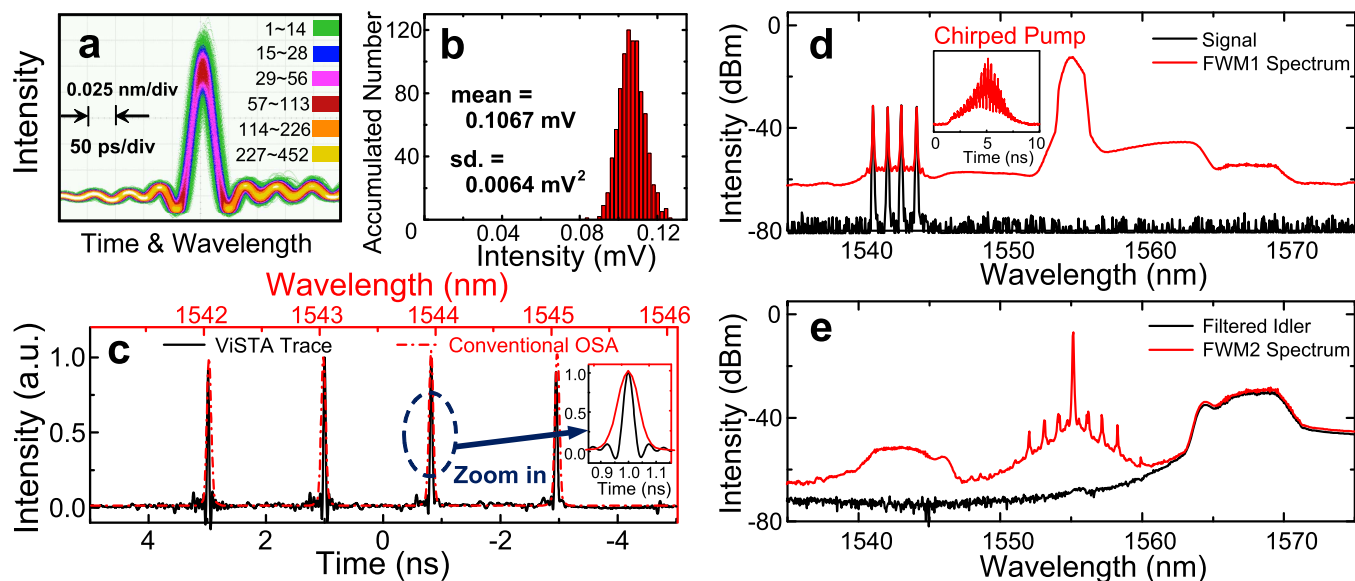 a
1~14
15~28
29~56
57~113
114~226
227~452
0.025 nm/div
50 ps/div
Intensity
Time & Wavelength
b
Accumulated Number
120
80
40
0
mean =
0.1067 mV
sd. =
0.0064 mV²
0.04
0.08
0.12
Intensity (mV)
Wavelength (nm)
1542
1543
1544
1545
1546
c
ViSTA Trace
Conventional OSA
Intensity (a.u.)
1.0
0.5
0.0
Zoom in
1.0
0.5
0.0
0.9
1.0
1.1
Time (ns)
4
2
0
-2
-4
Time (ns)
d
Chirped Pump
0
5
10
Time (ns)
Signal
FWM1 Spectrum
Intensity (dBm)
0
-40
-80
1540
1550
1560
1570
Wavelength (nm)
e
Filtered Idler
FWM2 Spectrum
Intensity (dBm)
0
-40
-80
1540
1550
1560
1570
Wavelength (nm)